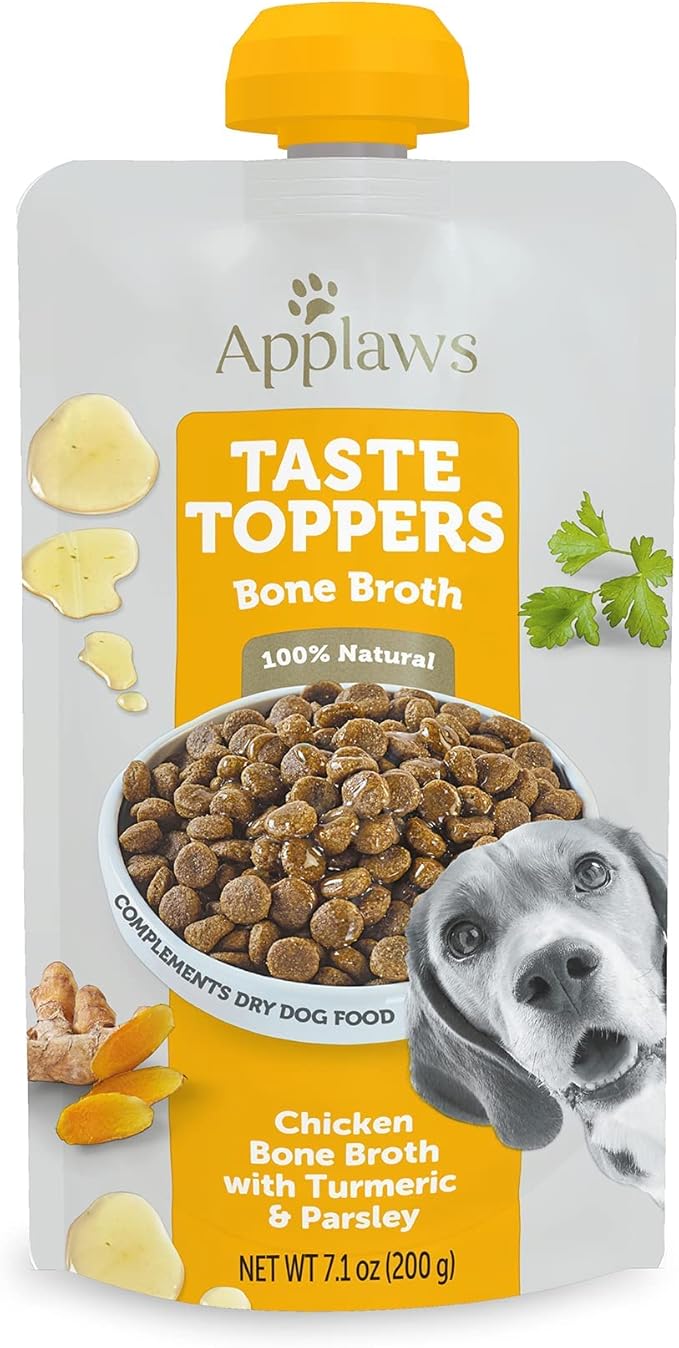 Applaws
TASTE
TOPPERS
Bone Broth
100% Natural
COMPLEMENTS DRY DOG FOOD
Chicken
Bone Broth
with Turmeric
& Parsley
NET WT 7.1 oz (200 g)